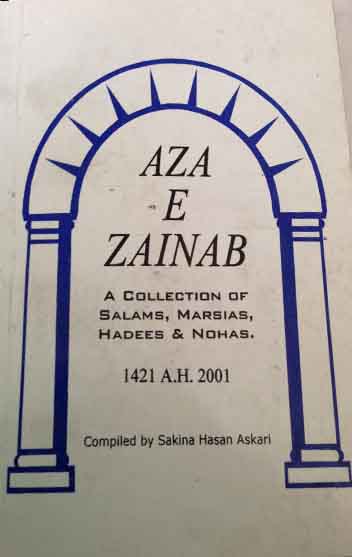 AZA
E
ZAINAB
A COLLECTION OF
SALAMS, MARSIAS,
HADEES & NOHAS.
1421 A.H. 2001
Compiled by Sakina Hasan Askari